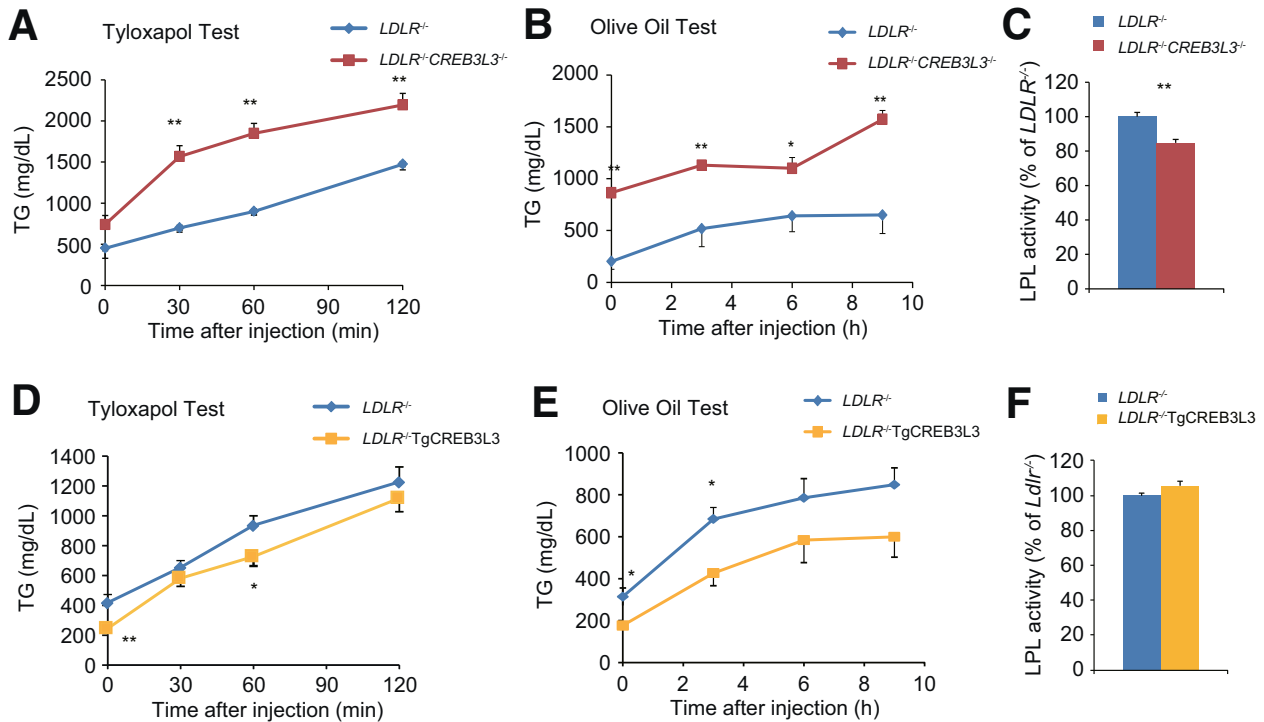 A
Tyloxapol Test
LDLR-/-
LDLR-/-CREB3L3-/-
TG (mg/dL)
2500
2000
1500
1000
500
0
**
**
**
0 30 60 90 120
Time after injection (min)
B
Olive Oil Test
LDLR-/-
LDLR-/-CREB3L3-/-
TG (mg/dL)
2000
1500
1000
500
0
**
**
*
**
0 2 4 6 8 10
Time after injection (h)
C
LDLR-/-
LDLR-/-CREB3L3-/-
LPL activity (% of LDLR-/-)
120
100
80
60
40
20
0
**
D
Tyloxapol Test
LDLR-/-
LDLR-/-TgCREB3L3
TG (mg/dL)
1400
1200
1000
800
600
400
200
0
**
*
0 30 60 90 120
Time after injection (min)
E
Olive Oil Test
LDLR-/-
LDLR-/-TgCREB3L3
TG (mg/dL)
1000
800
600
400
200
0
*
*
0 2 4 6 8 10
Time after injection (h)
F
LDLR-/-
LDLR-/-TgCREB3L3
LPL activity (% of Ldlr-/-)
120
100
80
60
40
20
0